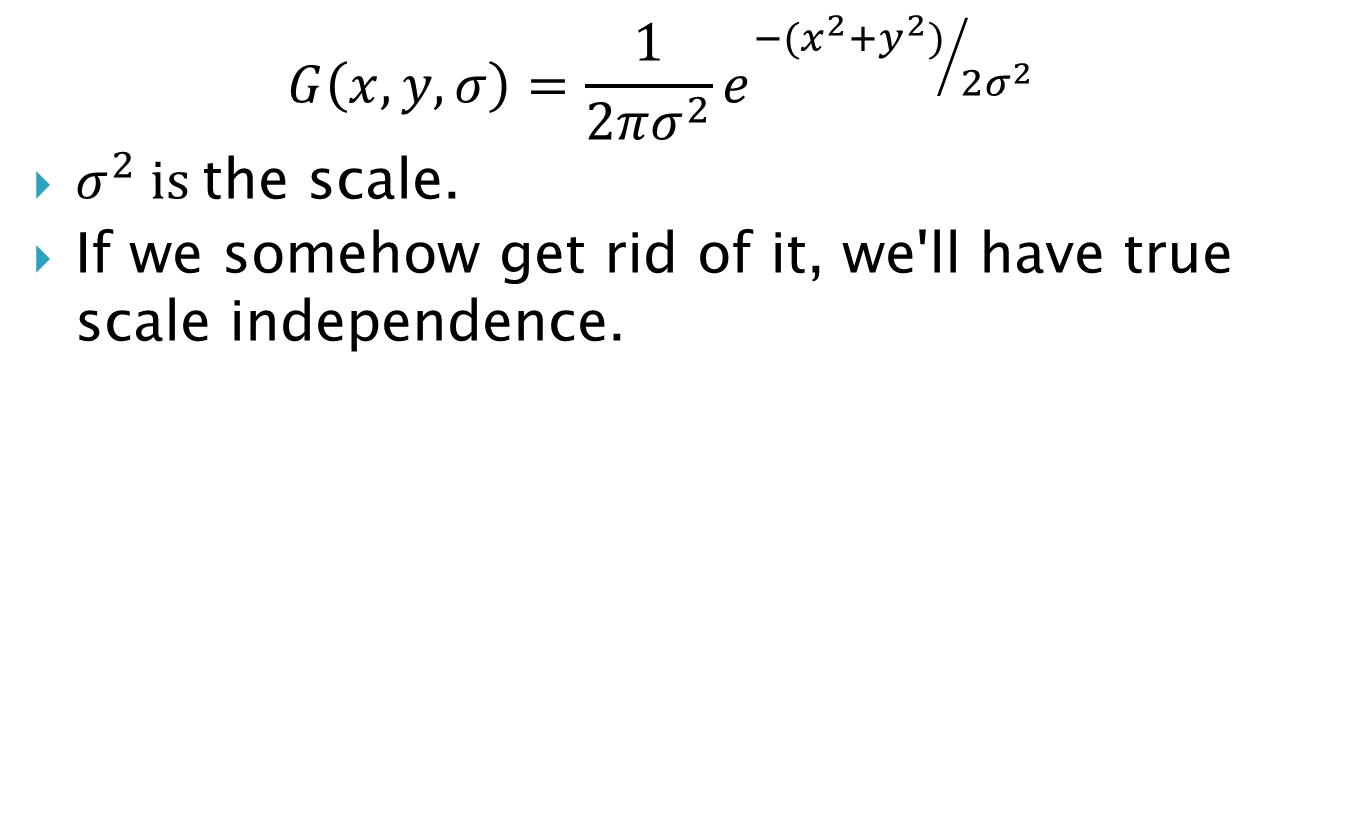 G(x, y, σ) = 1/(2πσ²) e^(−(x²+y²)/2σ²)
σ² is the scale.
If we somehow get rid of it, we'll have true
scale independence.